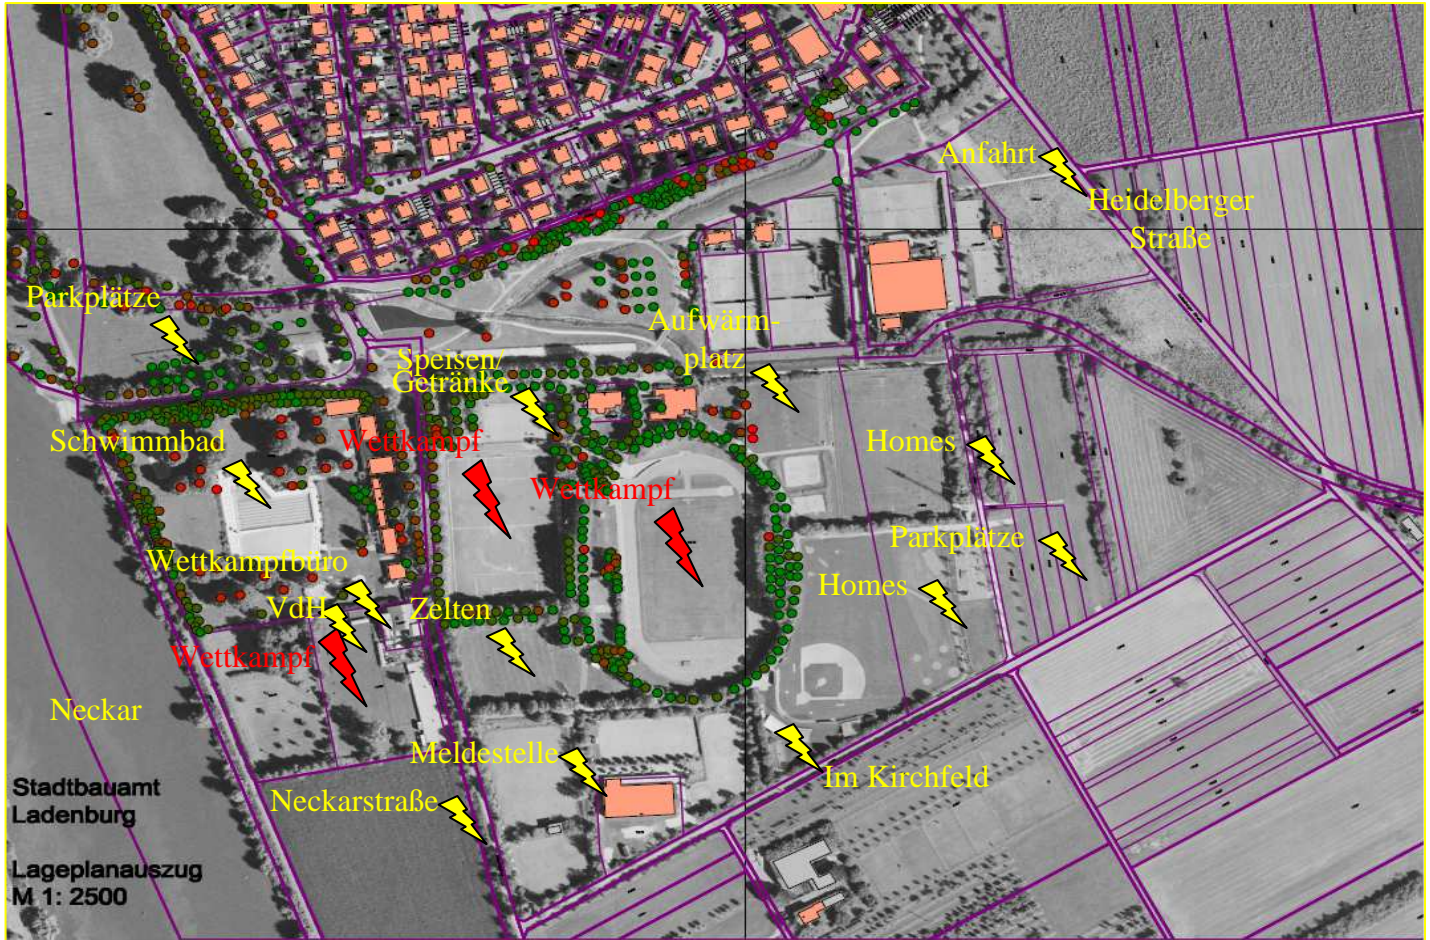 Anfahrt
Heidelberger
Straße
Parkplätze
Aufwärm-
platz
Speisen/
Getränke
Schwimmbad
Wettkampf
Wettkampf
Homes
Parkplätze
Homes
Wettkampfbüro
VdH
Zelten
Wettkampf
Neckar
Meldestelle
Im Kirchfeld
Neckarstraße
Stadtbauamt
Ladenburg
Lageplanauszug
M 1: 2500